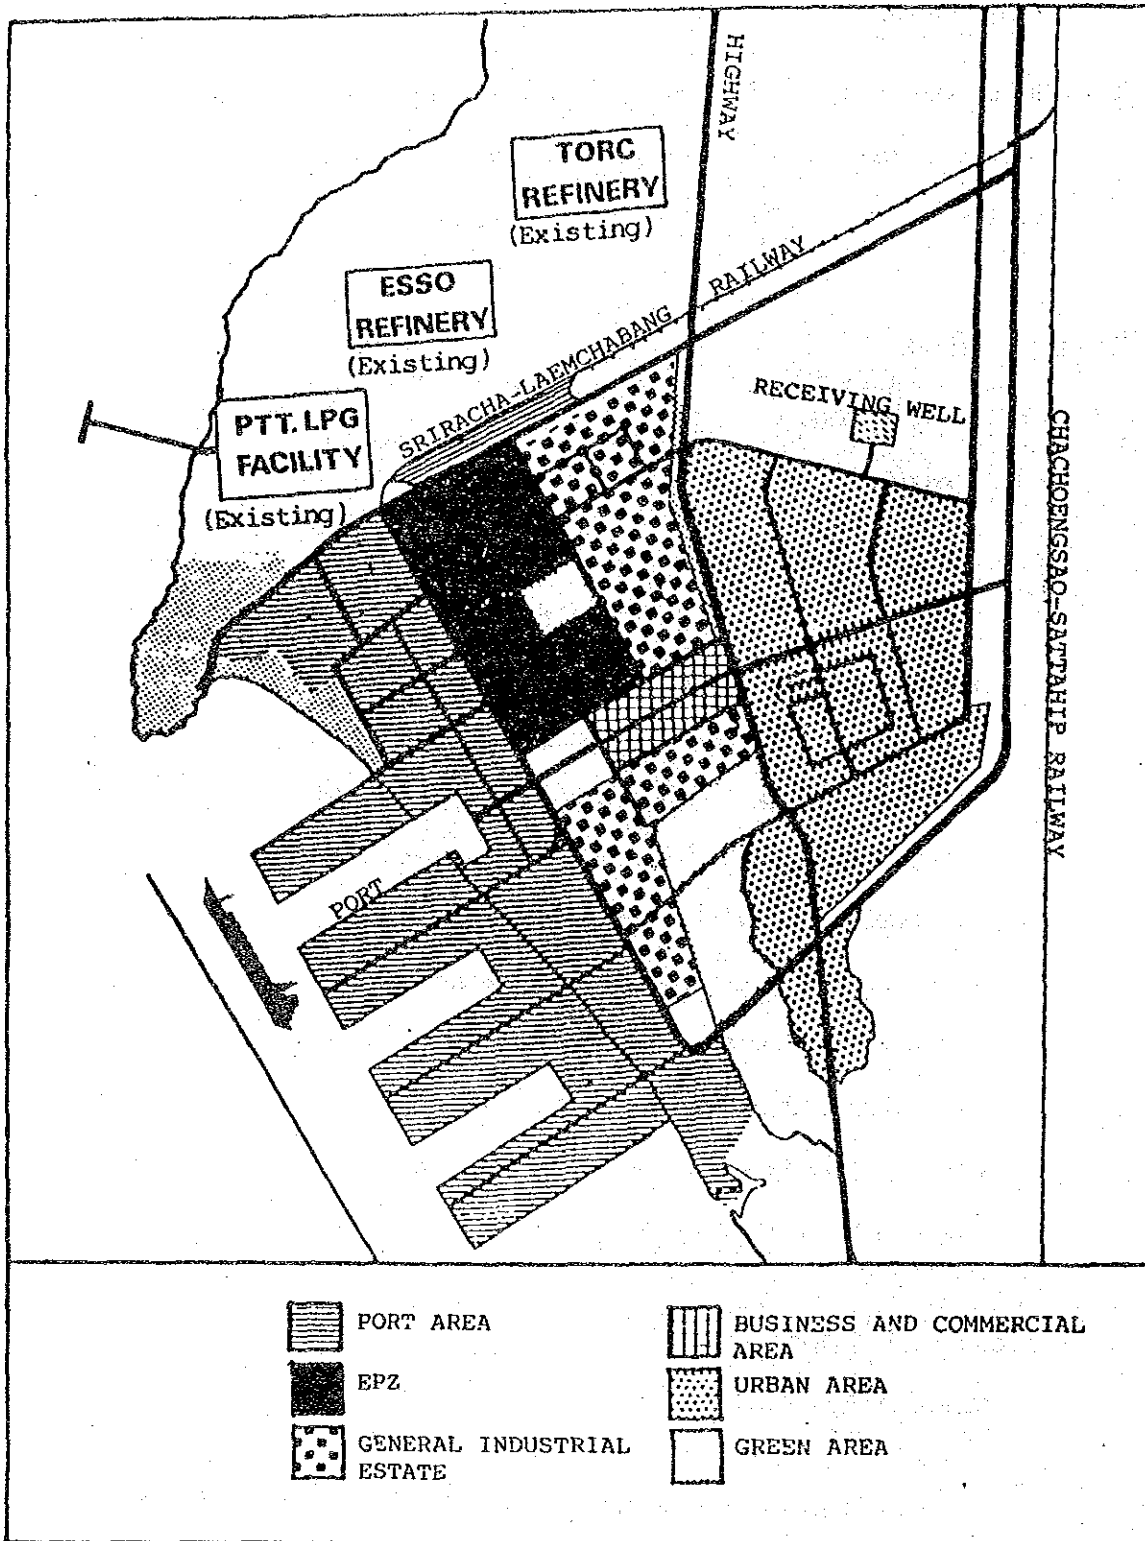 HIGHWAY
TORC
REFINERY
(Existing)
ESSO
REFINERY
(Existing)
SRIRACHA-LAEMCHABANG RAILWAY
PTT. LPG
FACILITY
(Existing)
RECEIVING WELL
CHACHOENGSAO-SATTAHIP RAILWAY
PORT
PORT AREA
EPZ
GENERAL INDUSTRIAL
ESTATE
BUSINESS AND COMMERCIAL
AREA
URBAN AREA
GREEN AREA